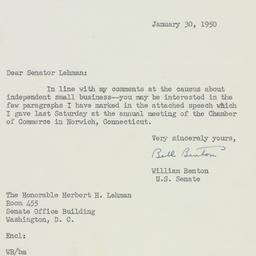 January 30, 1950
Dear Senator Lehman:
In line with my comments at the caucus about
independent small business--you may be interested in the
few paragraphs I have marked in the attached speech which
I gave last Saturday at the annual meeting of the Chamber
of Commerce in Norwich, Connecticut.
Very sincerely yours,
Bill Benton
William Benton
U.S. Senate
The Honorable Herbert H. Lehman
Room 455
Senate Office Building
Washington, D. C.
Encl:
WB/bm